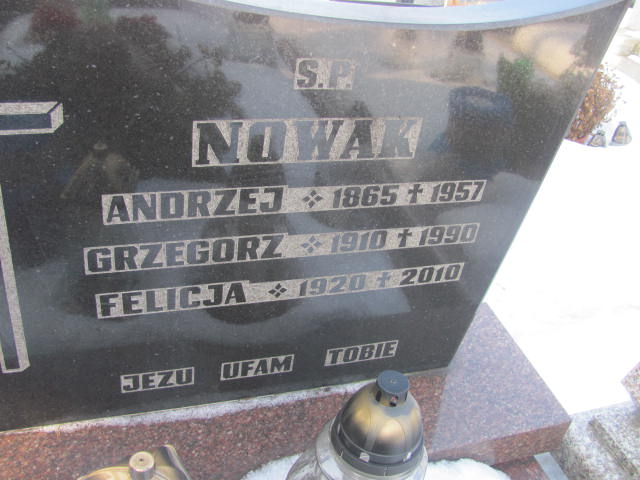 S.P.
NOWAK
ANDRZEJ ❖ 1865 ✝ 1957
GRZEGORZ ❖ 1910 ✝ 1990
FELICJA ❖ 1920 ✝ 2010
JEZU UFAM TOBIE